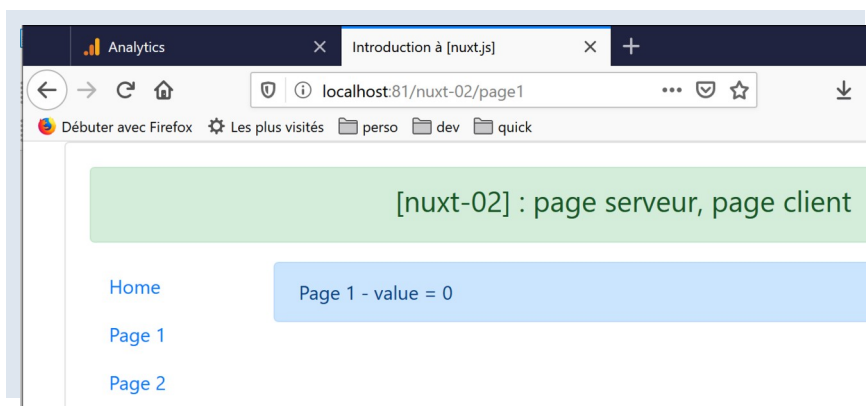 Analytics
Introduction à [nuxt.js]
localhost:81/nuxt-02/page1
Débuter avec Firefox Les plus visités perso dev quick
[nuxt-02] : page serveur, page client
Home
Page 1 - value = 0
Page 1
Page 2